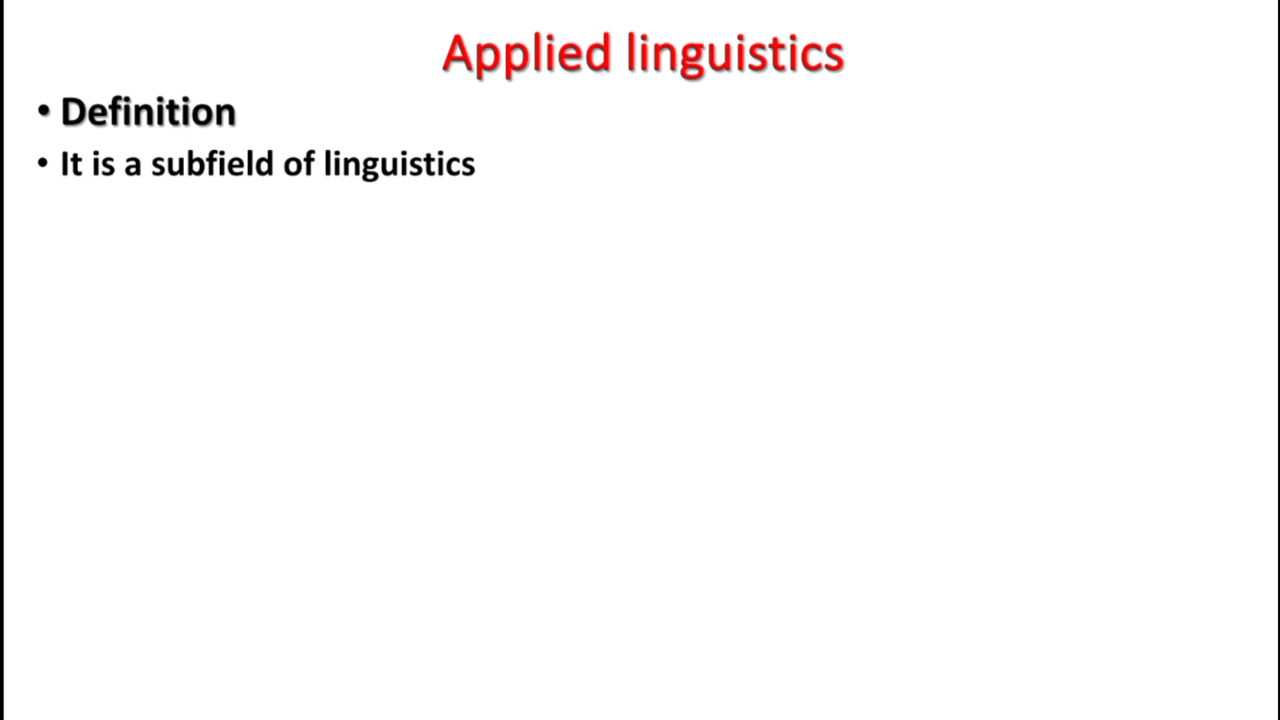 Applied linguistics
• Definition
• It is a subfield of linguistics